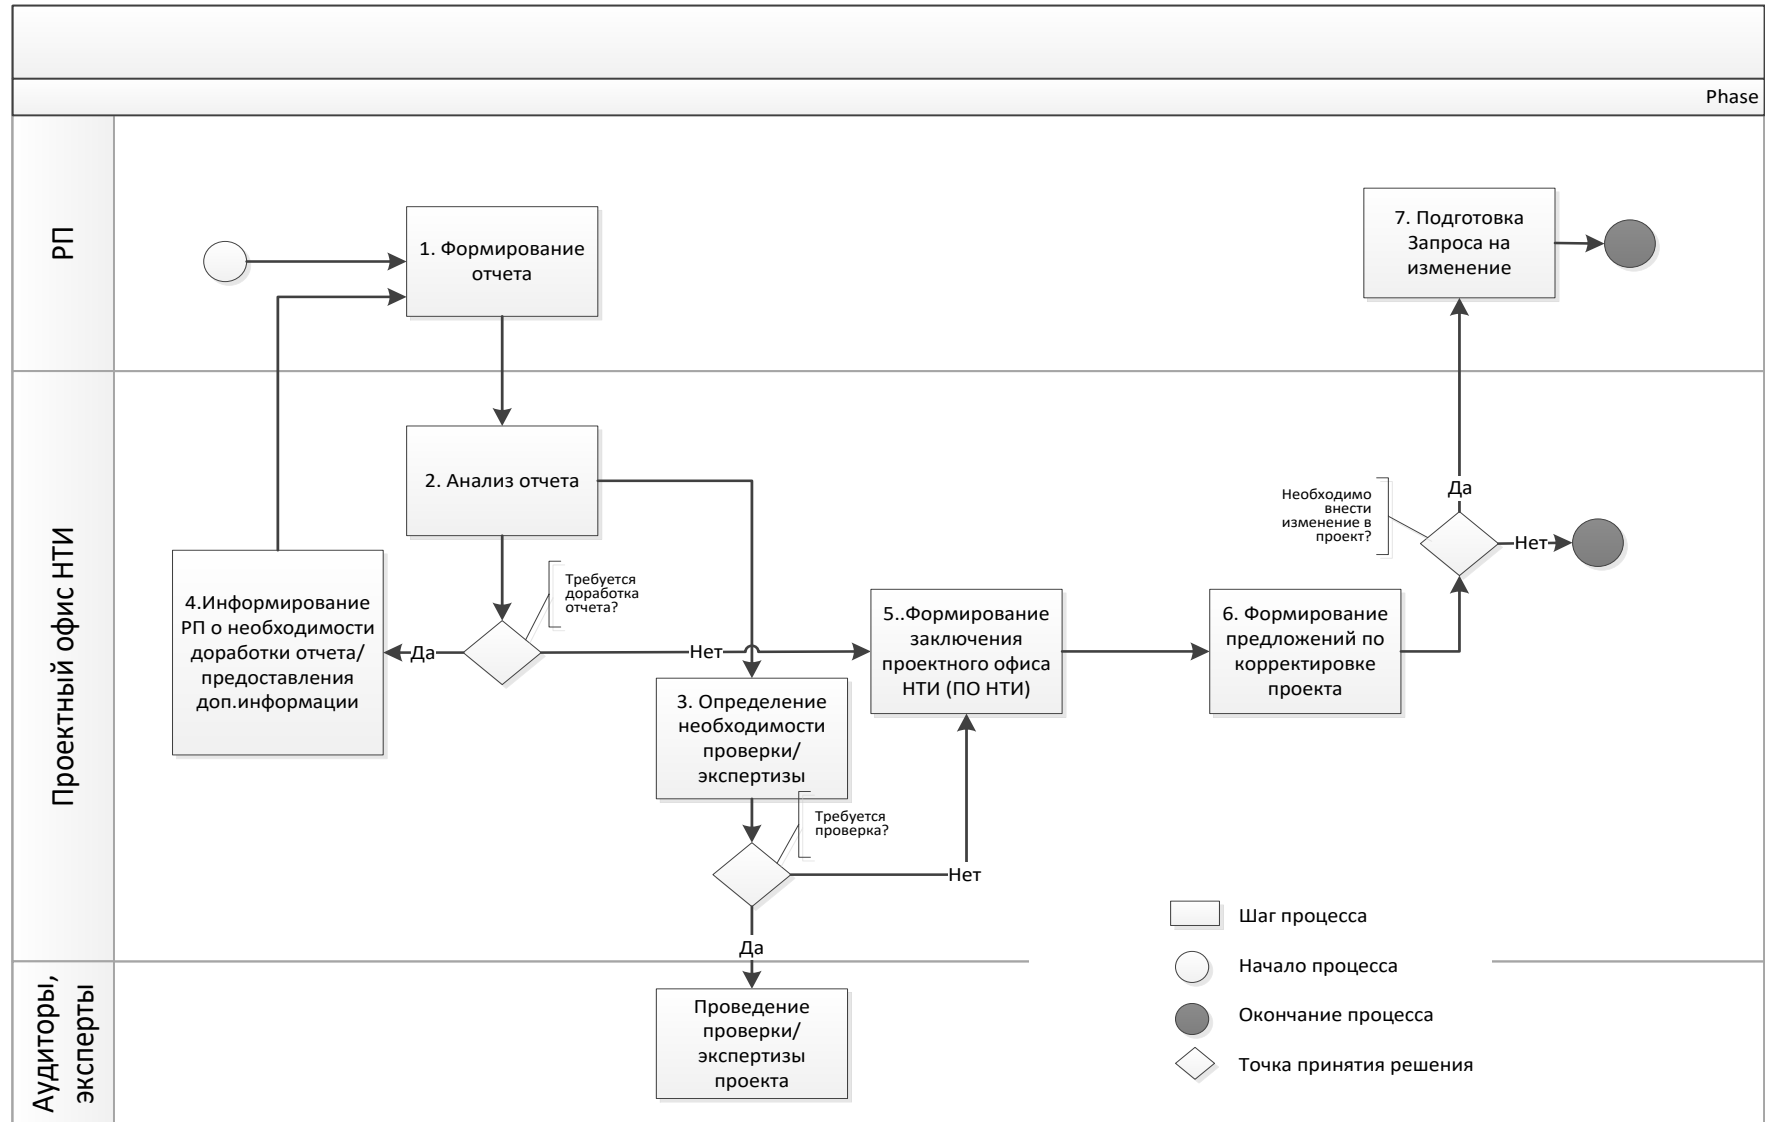 Phase
РП
1. Формирование
отчета
7. Подготовка
Запроса на
изменение
Проектный офис НТИ
2. Анализ отчета
Требуется
доработка
отчета?
4.Информирование
РП о необходимости
доработки отчета/
предоставления
доп.информации
Да
Нет
3. Определение
необходимости
проверки/
экспертизы
Требуется
проверка?
Нет
Да
5..Формирование
заключения
проектного офиса
НТИ (ПО НТИ)
6. Формирование
предложений по
корректировке
проекта
Необходимо
внести
изменение в
проект?
Да
Нет
Аудиторы,
эксперты
Проведение
проверки/
экспертизы
проекта
Шаг процесса
Начало процесса
Окончание процесса
Точка принятия решения